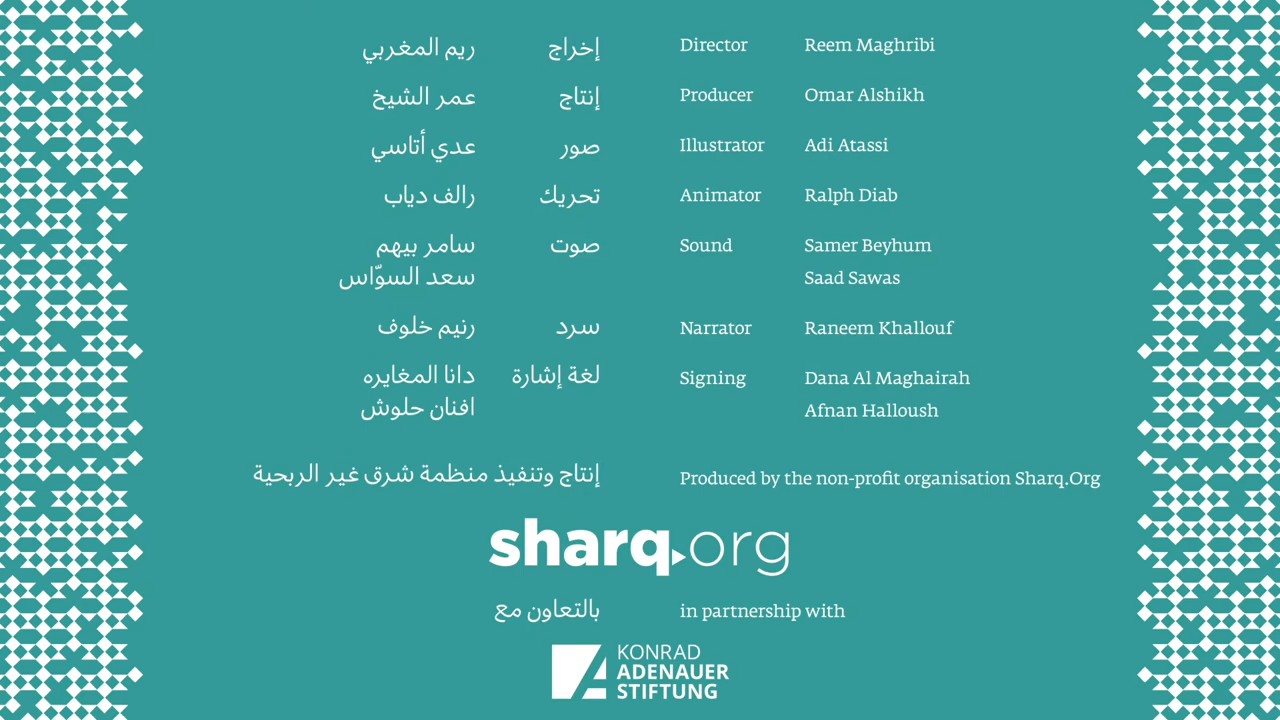 إخراج ريم المغربي
Director Reem Maghribi
إنتاج عمر الشيخ
Producer Omar Alshikh
صور عدي أتاسي
Illustrator Adi Atassi
تحريك رالف دياب
Animator Ralph Diab
صوت سامر بيهم
Sound Samer Beyhum
سعد السوّاس
Saad Sawas
سرد رنيم خلوف
Narrator Raneem Khallouf
لغة إشارة دانا المغايره
Signing Dana Al Maghairah
افنان حلوش
Afnan Halloush
إنتاج وتنفيذ منظمة شرق غير الربحية
Produced by the non-profit organisation Sharq.Org
sharq.org
بالتعاون مع
in partnership with
KONRAD
ADENAUER
STIFTUNG